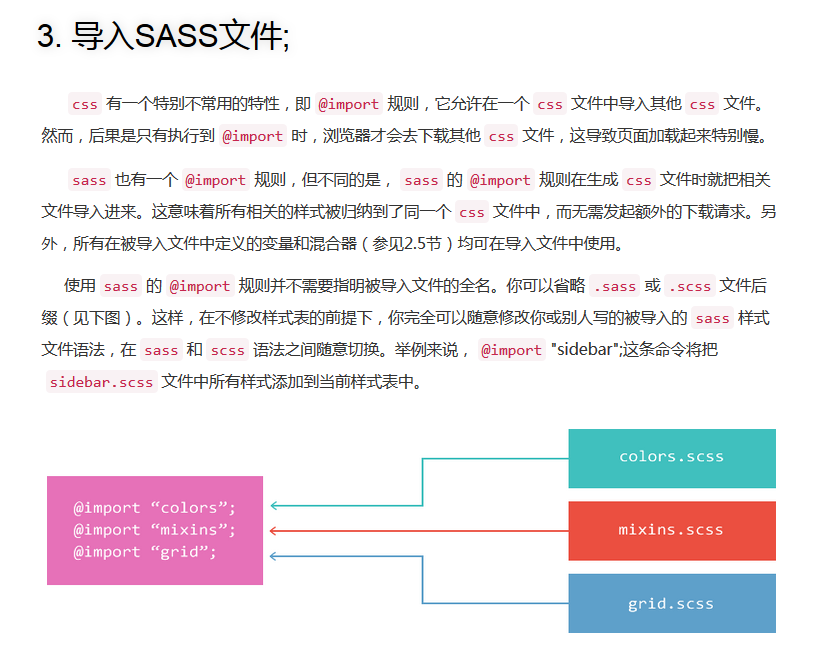 3. 导入SASS文件;
css 有一个特别不常用的特性，即 @import 规则，它允许在一个 css 文件中导入其他 css 文件。
然而，后果是只有执行到 @import 时，浏览器才会去下载其他 css 文件，这导致页面加载起来特别慢。
sass 也有一个 @import 规则，但不同的是， sass 的 @import 规则在生成 css 文件时就把相关
文件导入进来。这意味着所有相关的样式被归纳到了同一个 css 文件中，而无需发起额外的下载请求。另
外，所有在被导入文件中定义的变量和混合器（参见2.5节）均可在导入文件中使用。
使用 sass 的 @import 规则并不需要指明被导入文件的全名。你可以省略 .sass 或 .scss 文件后
缀（见下图）。这样，在不修改样式表的前提下，你完全可以随意修改你或别人写的被导入的 sass 样式
文件语法，在 sass 和 scss 语法之间随意切换。举例来说， @import "sidebar";这条命令将把
sidebar.scss 文件中所有样式添加到当前样式表中。
colors.scss
@import “colors”;
@import “mixins”;
@import “grid”;
mixins.scss
grid.scss